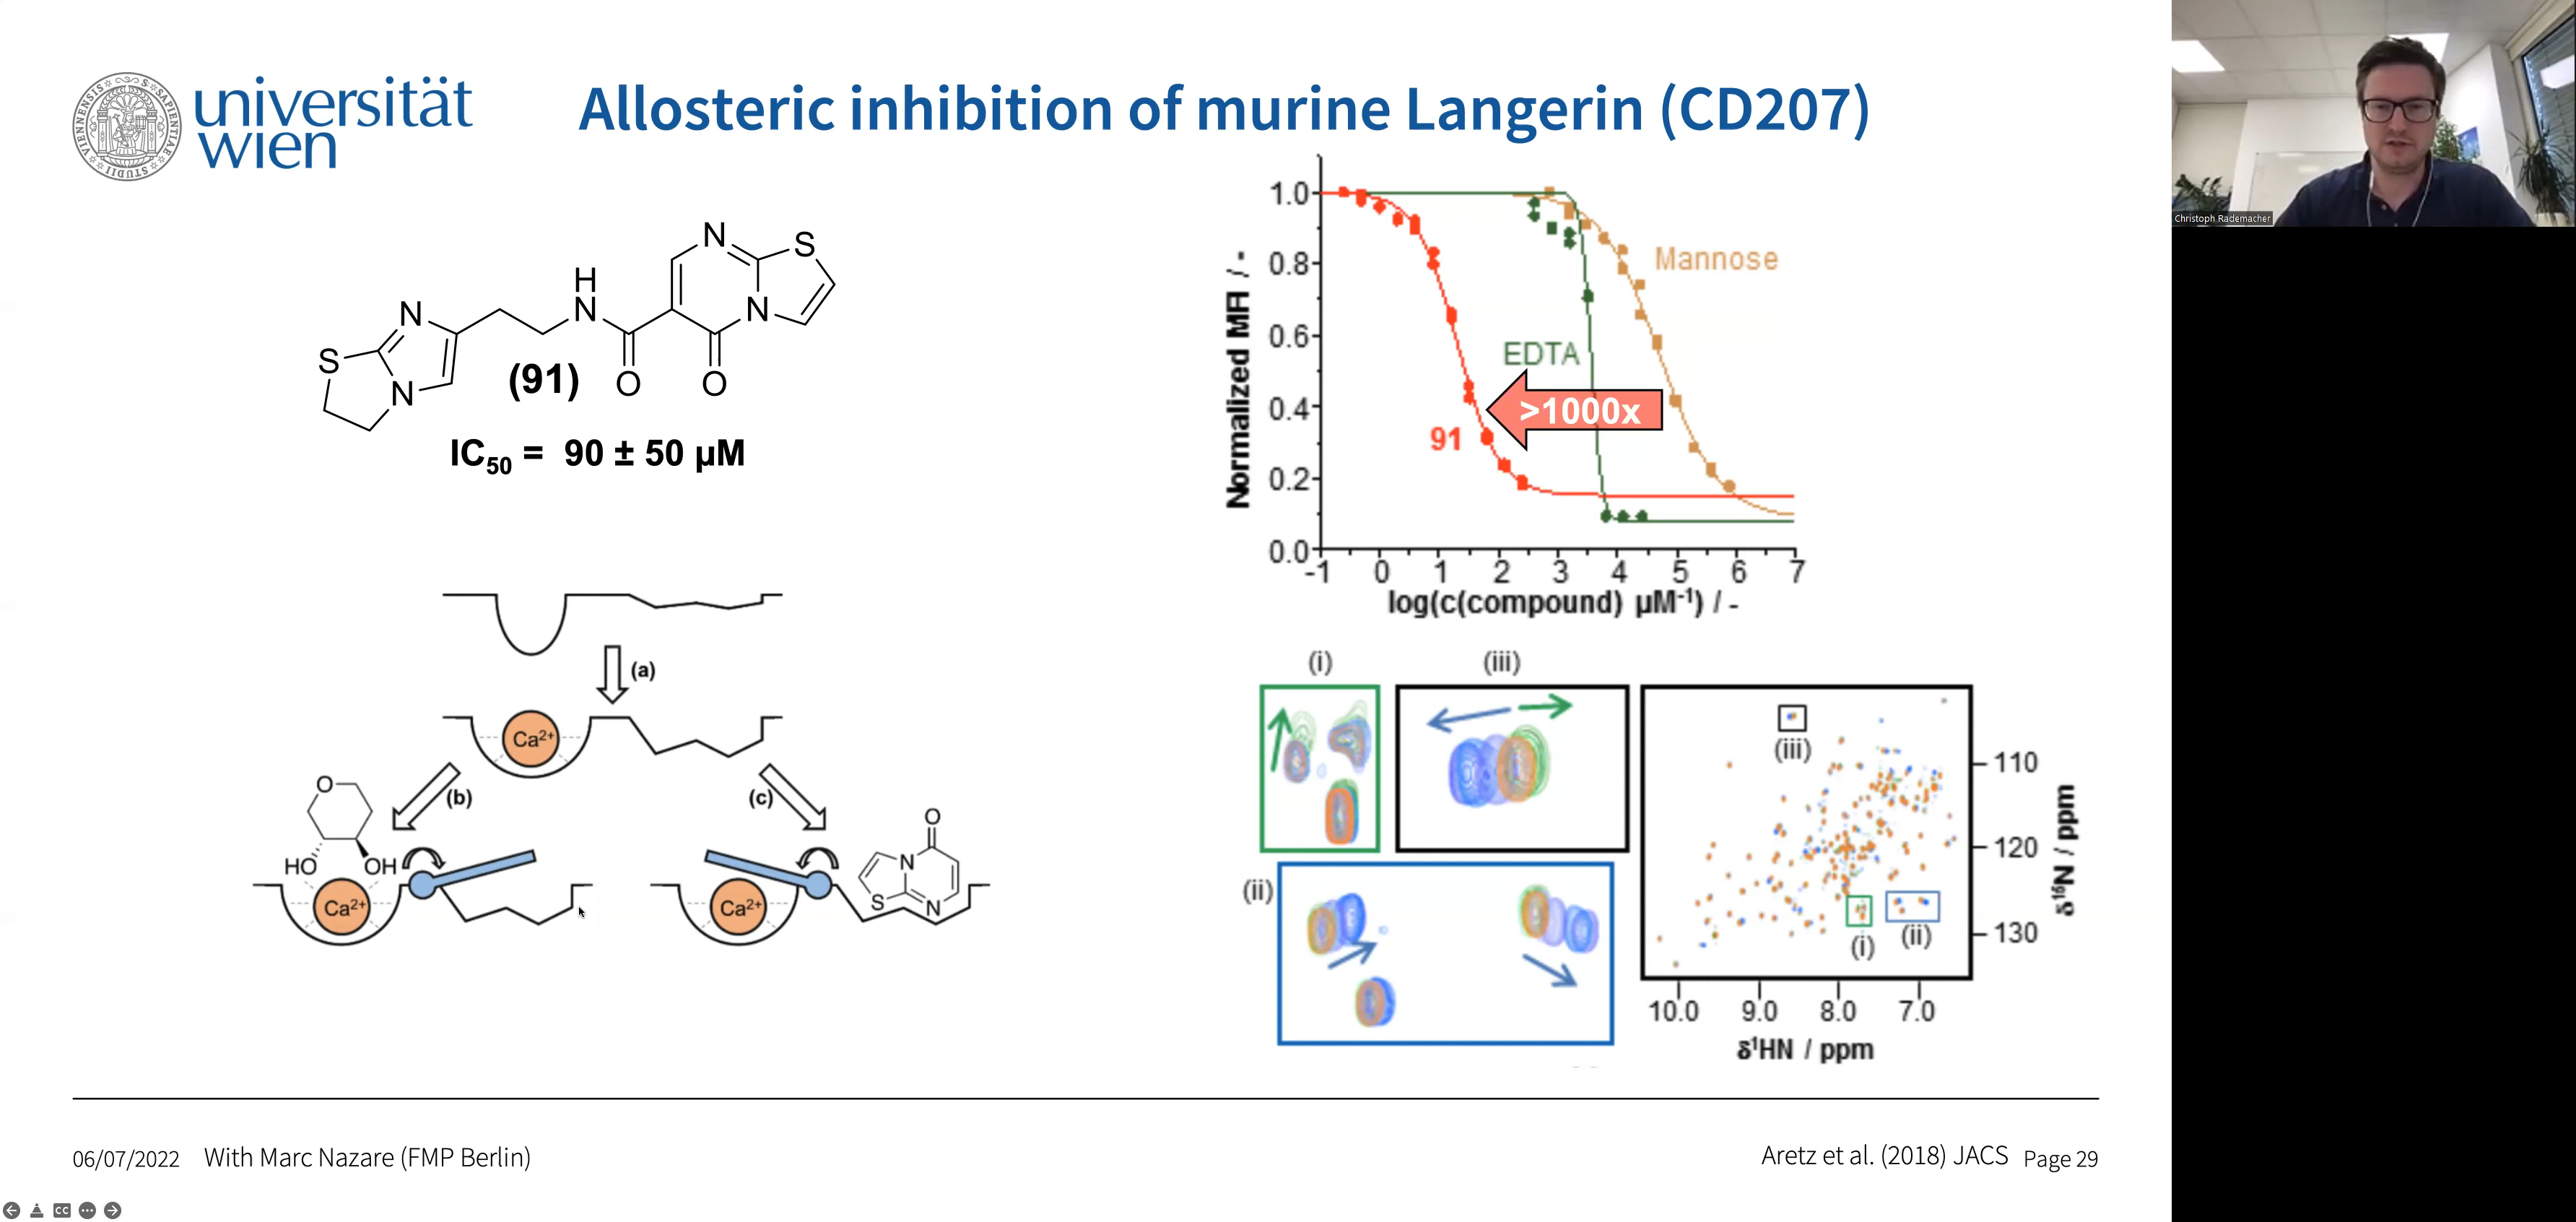 universität
wien
Allosteric inhibition of murine Langerin (CD207)
Christoph Rademacher
N
S
H
N
N
N
S
N
O
O
(91)
IC50 = 90 ± 50 µM
(a)
Ca2+
(b)
(c)
O
HO
OH
Ca2+
Ca2+
O
N
S
N
Normalized MFI / -
1.0
0.8
0.6
0.4
0.2
0.0
-1 0 1 2 3 4 5 6 7
log(c(compound) µM-1) / -
Mannose
EDTA
>1000x
91
(i)
(iii)
(ii)
(iii)
(i)
(ii)
110
120
130
δ15N / ppm
10.0 9.0 8.0 7.0
δ1HN / ppm
06/07/2022 With Marc Nazare (FMP Berlin)
Aretz et al. (2018) JACS Page 29
CC